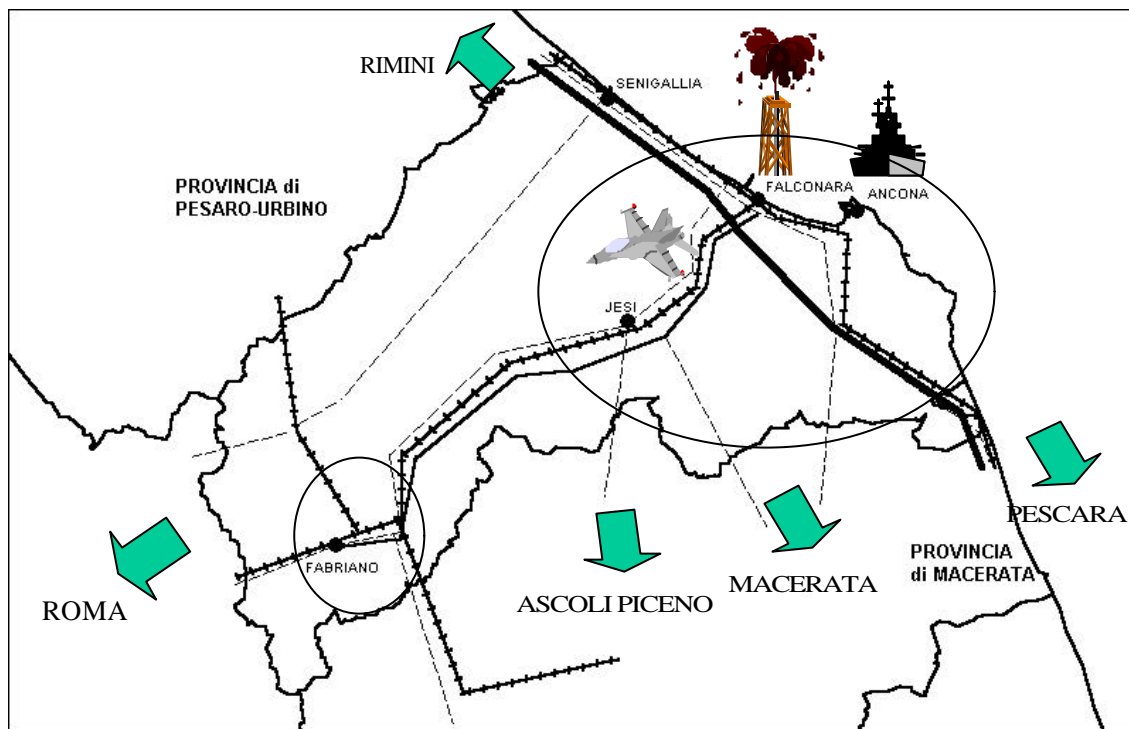 RIMINI
SENIGALLIA
PROVINCIA di
PESARO-URBINO
FALCONARA
ANCONA
JESI
PESCARA
FABRIANO
PROVINCIA
di MACERATA
MACERATA
ASCOLI PICENO
ROMA